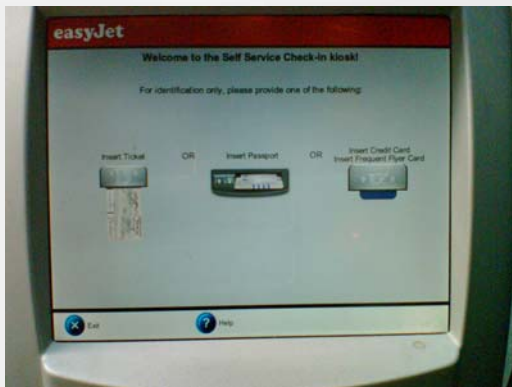 easyJet
Welcome to the Self Service Check-in kiosk!
For identification only, please provide one of the following:
Insert Ticket OR Insert Passport OR Insert Credit Card
Insert Frequent Flyer Card
Exit Help